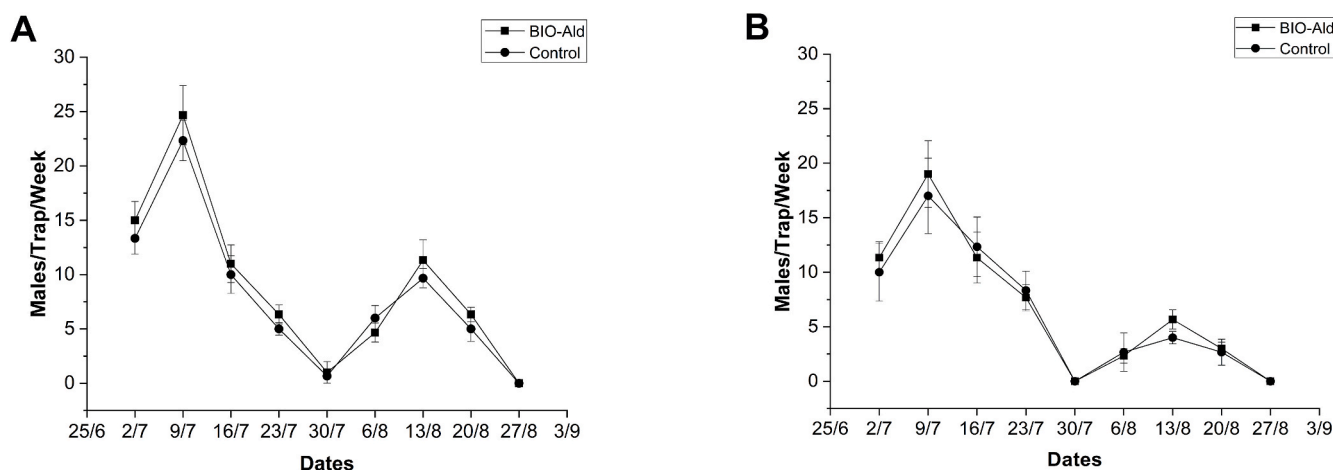 A
BIO-Ald
Control
30
25
20
15
10
5
0
Males/Trap/Week
25/6 2/7 9/7 16/7 23/7 30/7 6/8 13/8 20/8 27/8 3/9
Dates
B
BIO-Ald
Control
30
25
20
15
10
5
0
Males/Trap/Week
25/6 2/7 9/7 16/7 23/7 30/7 6/8 13/8 20/8 27/8 3/9
Dates